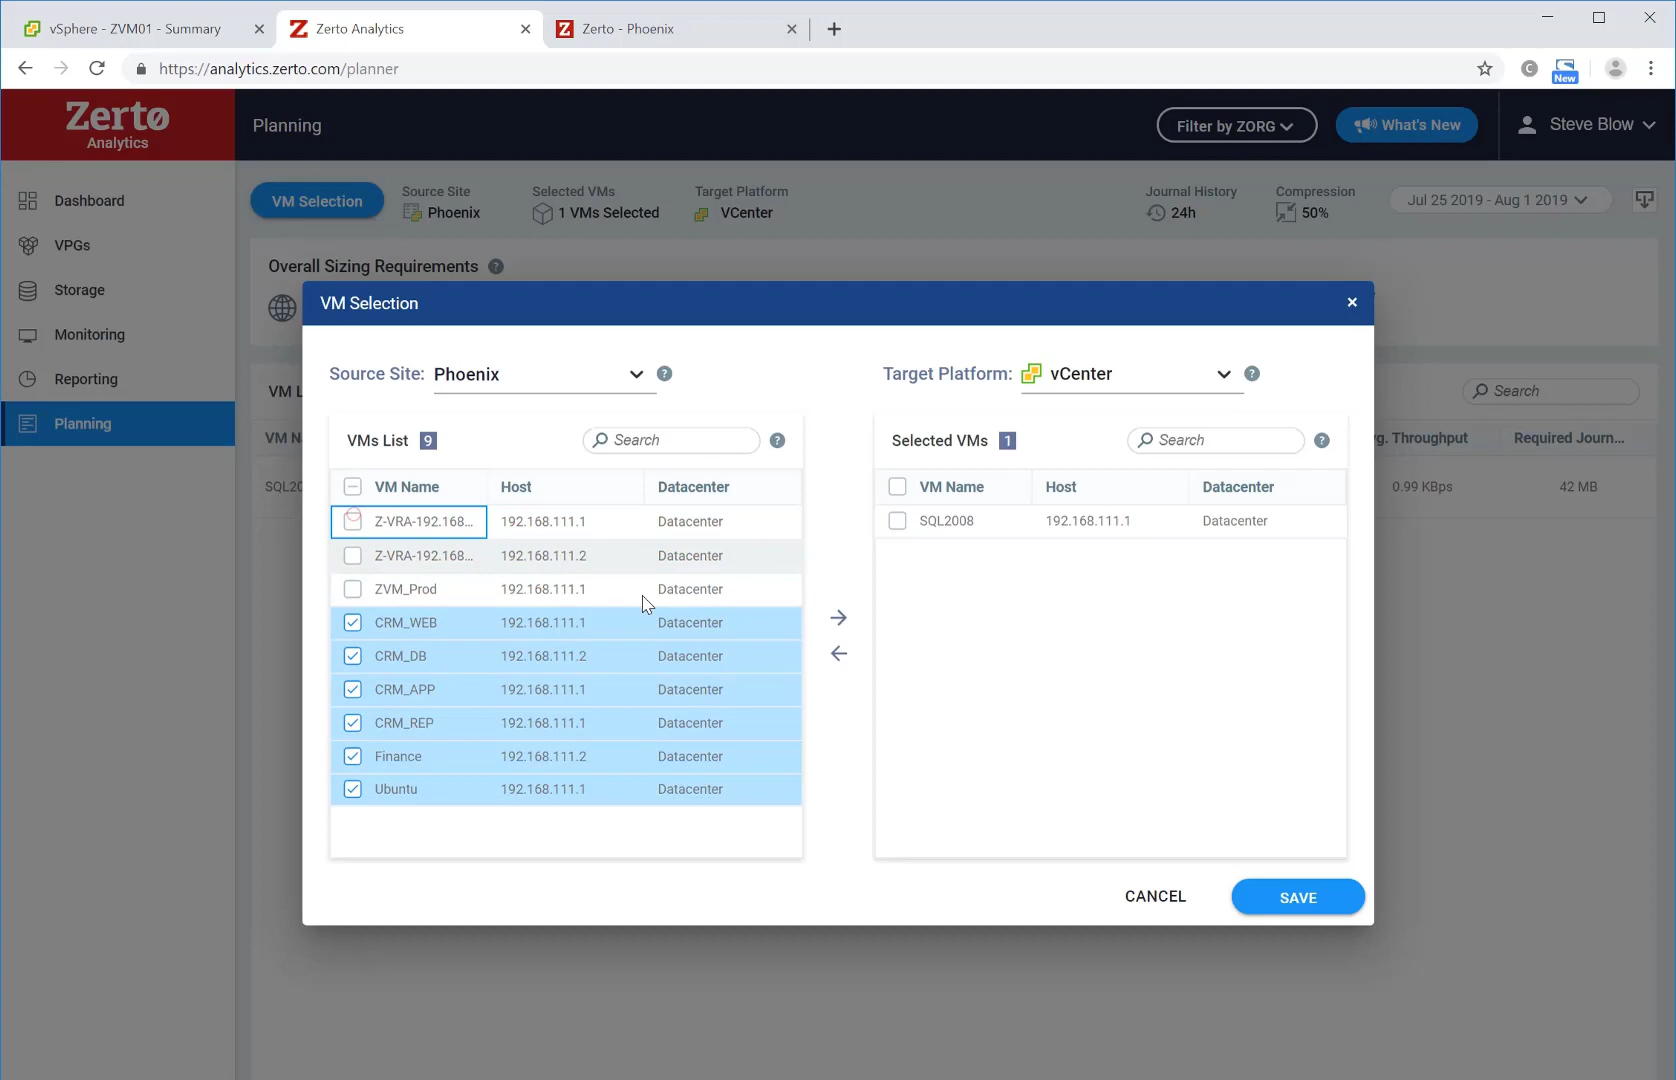 vSphere - ZVM01 - Summary
Zerto Analytics
Zerto - Phoenix
https://analytics.zerto.com/planner
C
New
Zertø
Analytics
Planning
Filter by ZORG
What's New
Steve Blow
Dashboard
VPGs
Storage
Monitoring
Reporting
Planning
VM Selection
Source Site
Phoenix
Selected VMs
1 VMs Selected
Target Platform
VCenter
Journal History
24h
Compression
50%
Jul 25 2019 - Aug 1 2019
Overall Sizing Requirements ?
VM L
Search
VM N
g. Throughput
Required Journ...
SQL20
0.99 KBps
42 MB
VM Selection
Source Site: Phoenix ?
Target Platform: vCenter ?
VMs List 9
Search ?
VM Name Host Datacenter
Z-VRA-192.168... 192.168.111.1 Datacenter
Z-VRA-192.168... 192.168.111.2 Datacenter
ZVM_Prod 192.168.111.1 Datacenter
CRM_WEB 192.168.111.1 Datacenter
CRM_DB 192.168.111.2 Datacenter
CRM_APP 192.168.111.1 Datacenter
CRM_REP 192.168.111.1 Datacenter
Finance 192.168.111.2 Datacenter
Ubuntu 192.168.111.1 Datacenter
Selected VMs 1
Search ?
VM Name Host Datacenter
SQL2008 192.168.111.1 Datacenter
CANCEL
SAVE